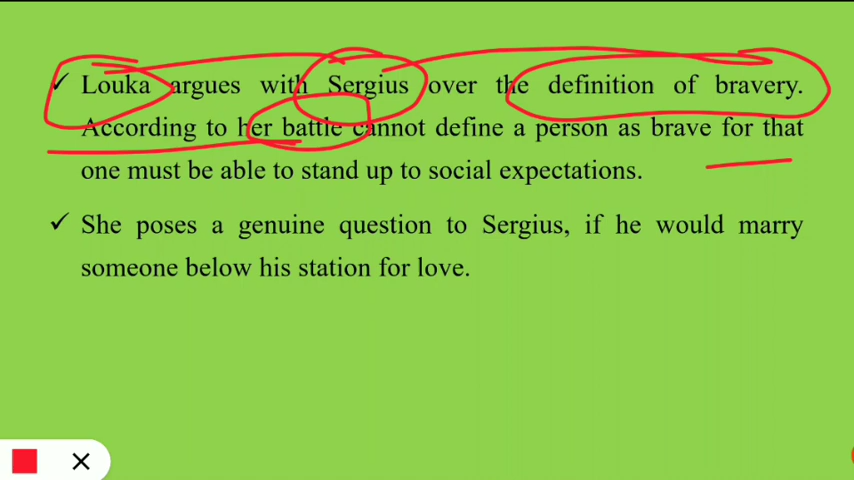 ✓ Louka argues with Sergius over the definition of bravery.
According to her battle cannot define a person as brave for that
one must be able to stand up to social expectations.
✓ She poses a genuine question to Sergius, if he would marry
someone below his station for love.